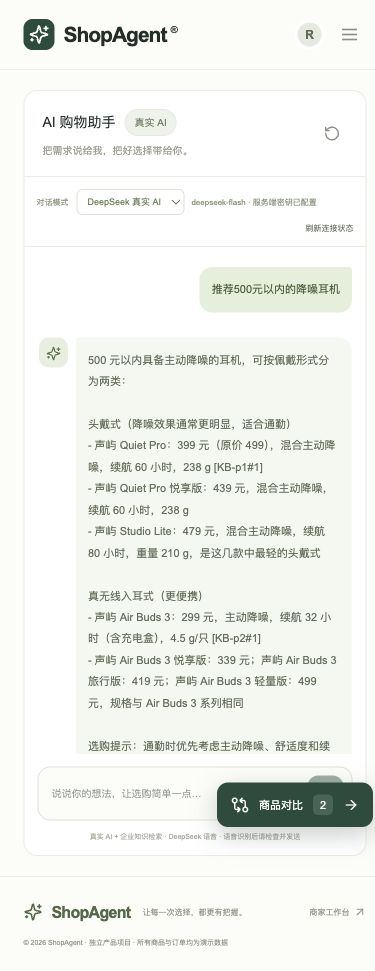 ShopAgent®
R
AI 购物助手
真实 AI
把需求说给我，把好选择带给你。
对话模式
DeepSeek 真实 AI
deepseek-flash · 服务端密钥已配置
刷新连接状态
推荐500元以内的降噪耳机
500 元以内具备主动降噪的耳机，可按佩戴形式分
为两类：
头戴式（降噪效果通常更明显，适合通勤）
- 声屿 Quiet Pro：399 元（原价 499），混合主动降
噪，续航 60 小时，238 g [KB-p1#1]
- 声屿 Quiet Pro 悦享版：439 元，混合主动降噪，
续航 60 小时，238 g
- 声屿 Studio Lite：479 元，混合主动降噪，续航
80 小时，重量 210 g，是这几款中最轻的头戴式
真无线入耳式（更便携）
- 声屿 Air Buds 3：299 元，主动降噪，续航 32 小
时（含充电盒），4.5 g/只 [KB-p2#1]
- 声屿 Air Buds 3 悦享版：339 元；声屿 Air Buds 3
旅行版：419 元；声屿 Air Buds 3 轻量版：499
元，规格与 Air Buds 3 系列相同
选购提示：通勤时优先考虑主动降噪、舒适度和续
说说你的想法，让选购简单一点...
商品对比 2
真实 AI + 企业知识检索 · DeepSeek 语音 · 语音识别后请检查并发送
ShopAgent
让每一次选择，都更有把握。
商家工作台
© 2026 ShopAgent · 独立产品项目 · 所有商品与订单均为演示数据